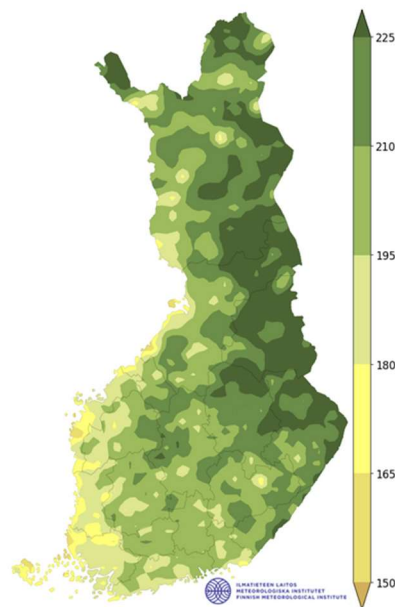 225
210
195
180
165
150
ILMATIETEEN LAITOS
METEOROLOGISKA INSTITUTET
FINNISH METEOROLOGICAL INSTITUTE